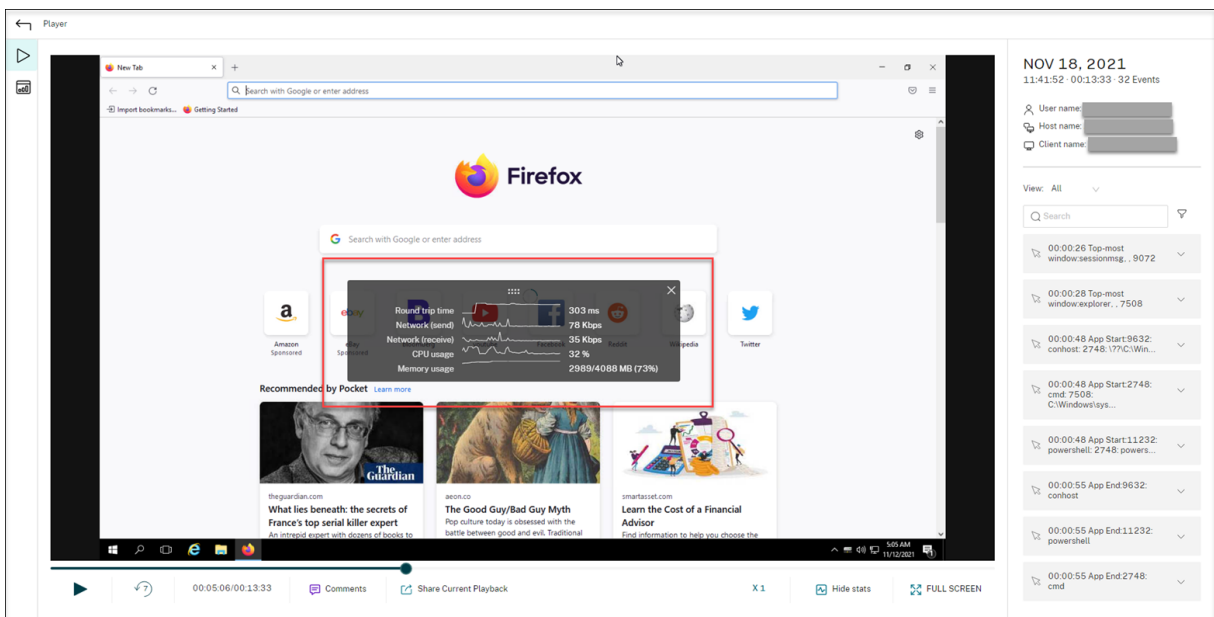 Player
New Tab
Search with Google or enter address
Import bookmarks... Getting Started
Firefox
Search with Google or enter address
Round trip time 303 ms
Network (send) 78 Kbps
Network (receive) 35 Kbps
CPU usage 32 %
Memory usage 2989/4088 MB (73%)
Amazon
Sponsored
eBay
Facebook
Reddit
Wikipedia
Twitter
Recommended by Pocket Learn more
The Guardian
theguardian.com
What lies beneath: the secrets of
France's top serial killer expert
An intrepid expert with dozens of books to
aeon.co
The Good Guy/Bad Guy Myth
Pop culture today is obsessed with the
battle between good and evil. Traditional
smartasset.com
Learn the Cost of a Financial
Advisor
Find information to help you choose the
5:05 AM
11/12/2021
7
00:05:06/00:13:33
Comments
Share Current Playback
X 1
Hide stats
FULL SCREEN
NOV 18, 2021
11:41:52 · 00:13:33 · 32 Events
User name:
Host name:
Client name:
View: All
Search
00:00:26 Top-most
window:sessionmsg, , 9072
00:00:28 Top-most
window:explorer, , 7508
00:00:48 App Start:9632:
conhost: 2748: \??\C:\Win...
00:00:48 App Start:2748:
cmd: 7508:
C:\Windows\sys...
00:00:48 App Start:11232:
powershell: 2748: powers...
00:00:55 App End:9632:
conhost
00:00:55 App End:11232:
powershell
00:00:55 App End:2748:
cmd